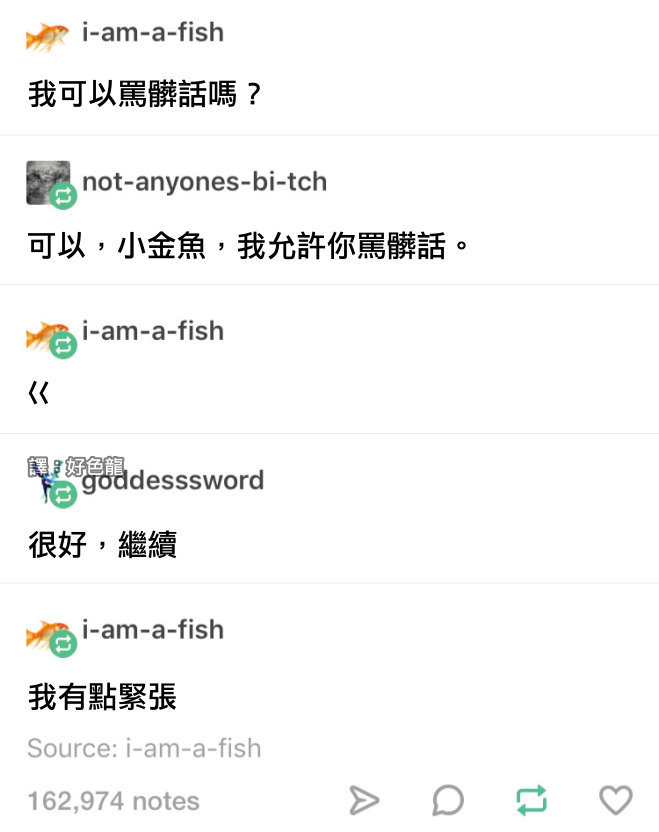 i-am-a-fish
我可以罵髒話嗎？
not-anyones-bi-tch
可以，小金魚，我允許你罵髒話。
i-am-a-fish
ㄍ
譯：好色龍
goddesssword
很好，繼續
i-am-a-fish
我有點緊張
Source: i-am-a-fish
162,974 notes